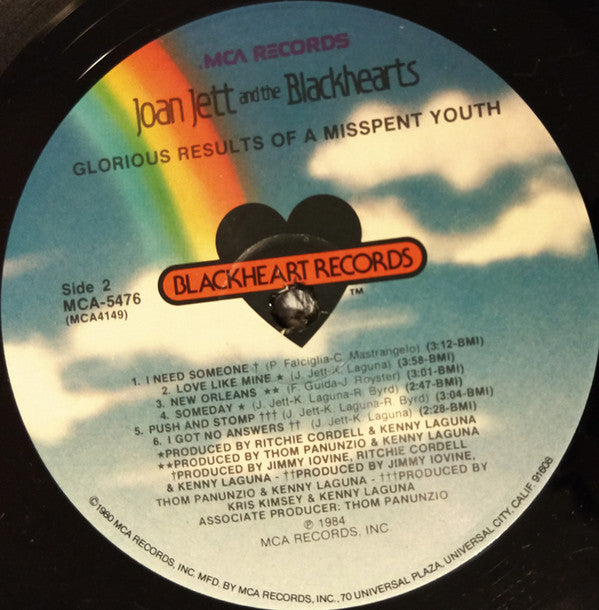 MCA RECORDS
Joan Jett and the Blackhearts
GLORIOUS RESULTS OF A MISSPENT YOUTH
BLACKHEART RECORDS
TM
Side 2
MCA-5476
(MCA4149)
1. I NEED SOMEONE † (P. Falciglia-C. Mastrangelo) (3:12-BMI)
2. LOVE LIKE MINE ★ (J. Jett-K. Laguna) (3:58-BMI)
3. NEW ORLEANS ★★ (F. Guida-J Royster) (3:01-BMI)
4. SOMEDAY ★ (J. Jett-K. Laguna-R. Byrd) (2:47-BMI)
5. PUSH AND STOMP ††† (J Jett-K. Laguna-R. Byrd) (3:04-BMI)
6. I GOT NO ANSWERS †† (J. Jett-K. Laguna) (2:28-BMI)
★PRODUCED BY RITCHIE CORDELL & KENNY LAGUNA
★★PRODUCED BY THOM PANUNZIO & KENNY LAGUNA
†PRODUCED BY JIMMY IOVINE, RITCHIE CORDELL
& KENNY LAGUNA - ††PRODUCED BY JIMMY IOVINE,
THOM PANUNZIO & KENNY LAGUNA - †††PRODUCED BY
KRIS KIMSEY & KENNY LAGUNA
ASSOCIATE PRODUCER: THOM PANUNZIO
℗ 1984
MCA RECORDS, INC
©1980 MCA RECORDS, INC. MFD. BY MCA RECORDS, INC., 70 UNIVERSAL PLAZA, UNIVERSAL CITY, CALIF. 91608